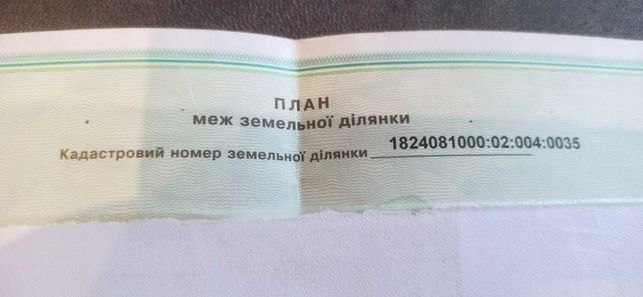 ПЛАН
меж земельної ділянки
Кадастровий номер земельної ділянки 1824081000:02:004:0035